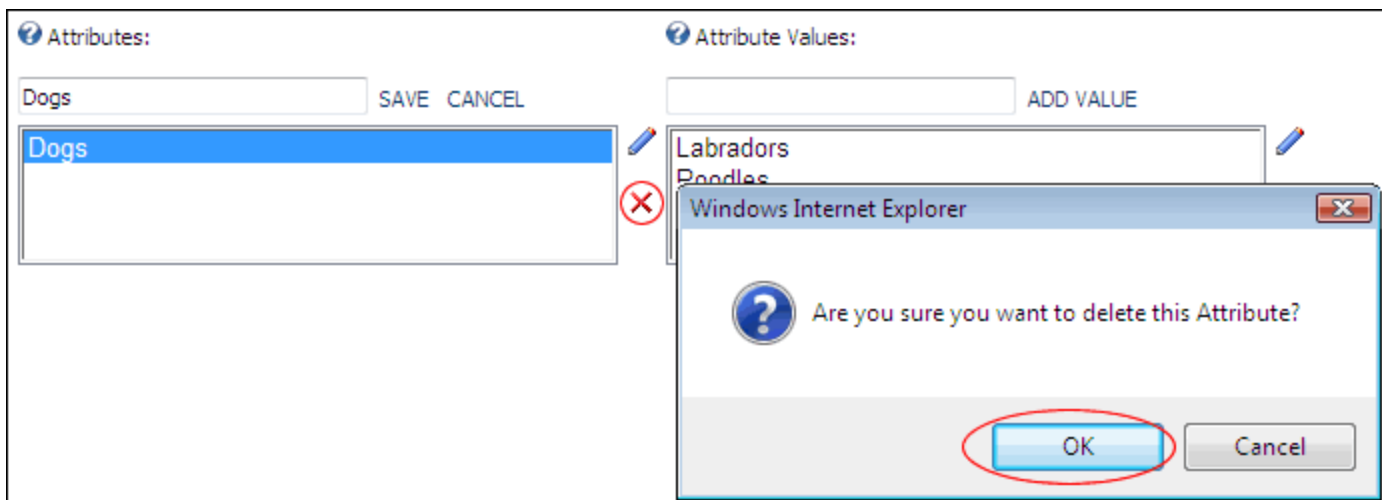 Attributes:
Attribute Values:
Dogs
SAVE CANCEL
ADD VALUE
Dogs
Labradors
Poodles
Windows Internet Explorer
Are you sure you want to delete this Attribute?
OK
Cancel